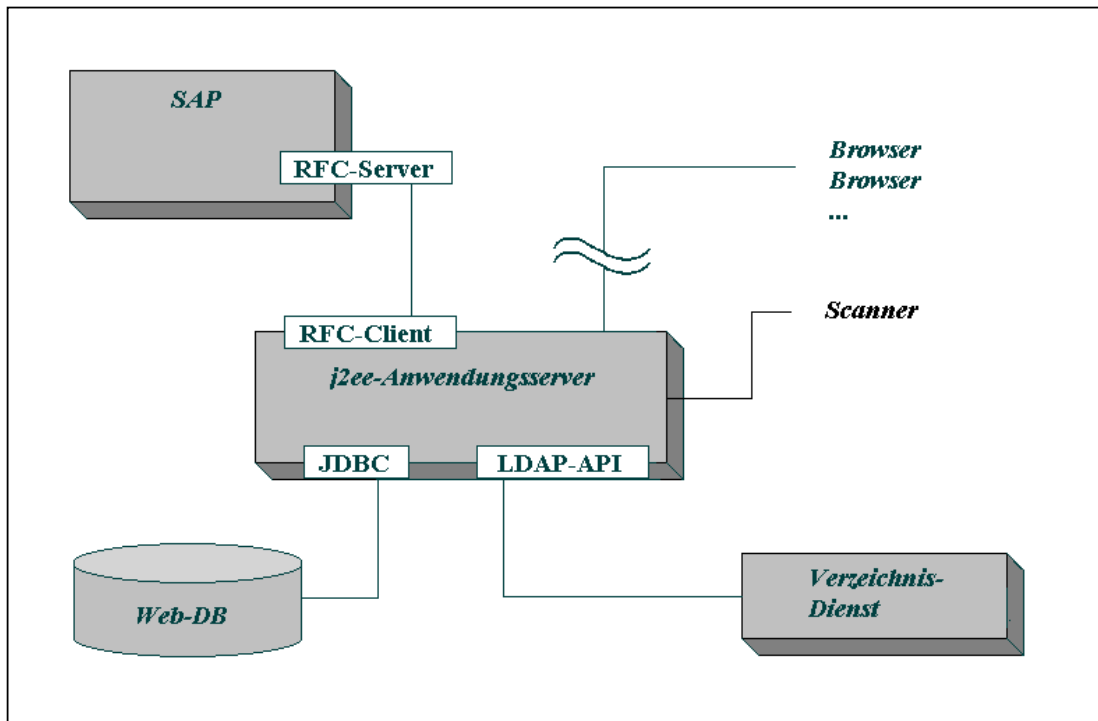 SAP
RFC-Server
Browser
Browser
...
Scanner
RFC-Client
j2ee-Anwendungsserver
JDBC
LDAP-API
Web-DB
Verzeichnis-
Dienst